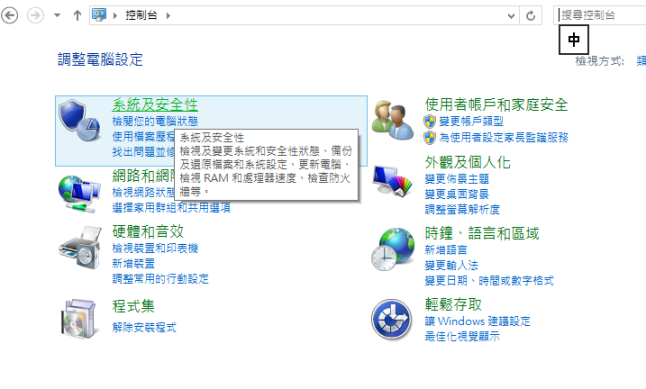 控制台
搜尋控制台
中
調整電腦設定
檢視方式:
系統及安全性
檢閱您的電腦狀態
使用檔案歷程
找出問題並修
系統及安全性
檢視及變更系統和安全性狀態、備份
及還原檔案和系統設定、更新電腦、
檢視 RAM 和處理器速度、檢查防火
牆等。
網路和網
檢視網路狀態
選擇家用群組和共用選項
硬體和音效
檢視裝置和印表機
新增裝置
調整常用的行動設定
程式集
解除安裝程式
使用者帳戶和家庭安全
變更帳戶類型
為使用者設定家長監護服務
外觀及個人化
變更佈景主題
變更桌面背景
調整螢幕解析度
時鐘、語言和區域
新增語言
變更輸入法
變更日期、時間或數字格式
輕鬆存取
讓 Windows 建議設定
最佳化視覺顯示